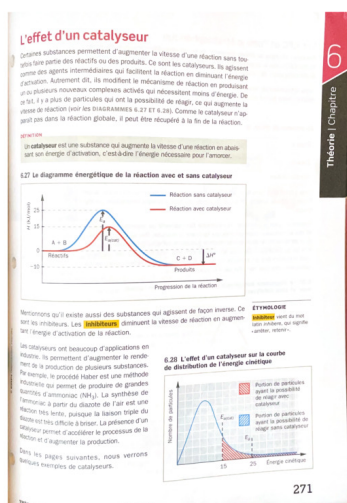 L'effet d'un catalyseur
Certaines substances permettent d'augmenter la vitesse d'une réaction sans tou-
tefois faire partie des réactifs ou des produits. Ce sont les catalyseurs. Ils agissent
comme des agents intermédiaires qui facilitent la réaction en diminuant l'énergie
d'activation. Autrement dit, ils modifient le mécanisme de réaction en produisant
un ou plusieurs nouveaux complexes activés qui nécessitent moins d'énergie. De
ce fait, il y a plus de particules qui ont la possibilité de réagir, ce qui augmente la
vitesse de réaction (voir les DIAGRAMMES 6.27 ET 6.28). Comme le catalyseur n'ap-
paraît pas dans la réaction globale, il peut être récupéré à la fin de la réaction.
DÉFINITION
Un catalyseur est une substance qui augmente la vitesse d'une réaction en abais-
sant son énergie d'activation, c'est-à-dire l'énergie nécessaire pour l'amorcer.
6
Théorie | Chapitre
6.27 Le diagramme énergétique de la réaction avec et sans catalyseur
Réaction sans catalyseur
Réaction avec catalyseur
25
15
0
-10
A + B
Réactifs
C + D
Produits
ΔH°
Progression de la réaction
Mentionnons qu'il existe aussi des substances qui agissent de façon inverse. Ce
sont les inhibiteurs. Les inhibiteurs diminuent la vitesse de réaction en augmen-
tant l'énergie d'activation de la réaction.
ÉTYMOLOGIE
Inhibiteur vient du mot
latin inhibere, qui signifie
«arrêter, retenir».
Les catalyseurs ont beaucoup d'applications en
industrie. Ils permettent d'augmenter le rende-
ment de la production de plusieurs substances.
Par exemple, le procédé Haber est une méthode
industrielle qui permet de produire de grandes
quantités d'ammoniac (NH₃). La synthèse de
l'ammoniac à partir du diazote de l'air est une
réaction très lente, puisque la liaison triple du
diazote est très difficile à briser. La présence d'un
catalyseur permet d'accélérer le processus de la
réaction et d'augmenter la production.
Dans les pages suivantes, nous verrons
quelques exemples de catalyseurs.
6.28 L'effet d'un catalyseur sur la courbe
de distribution de l'énergie cinétique
Nombre de particules
Portion de particules
ayant la possibilité
de réagir avec
catalyseur
Portion de particules
ayant la possibilité de
réagir sans catalyseur
15
25
Énergie cinétique
271